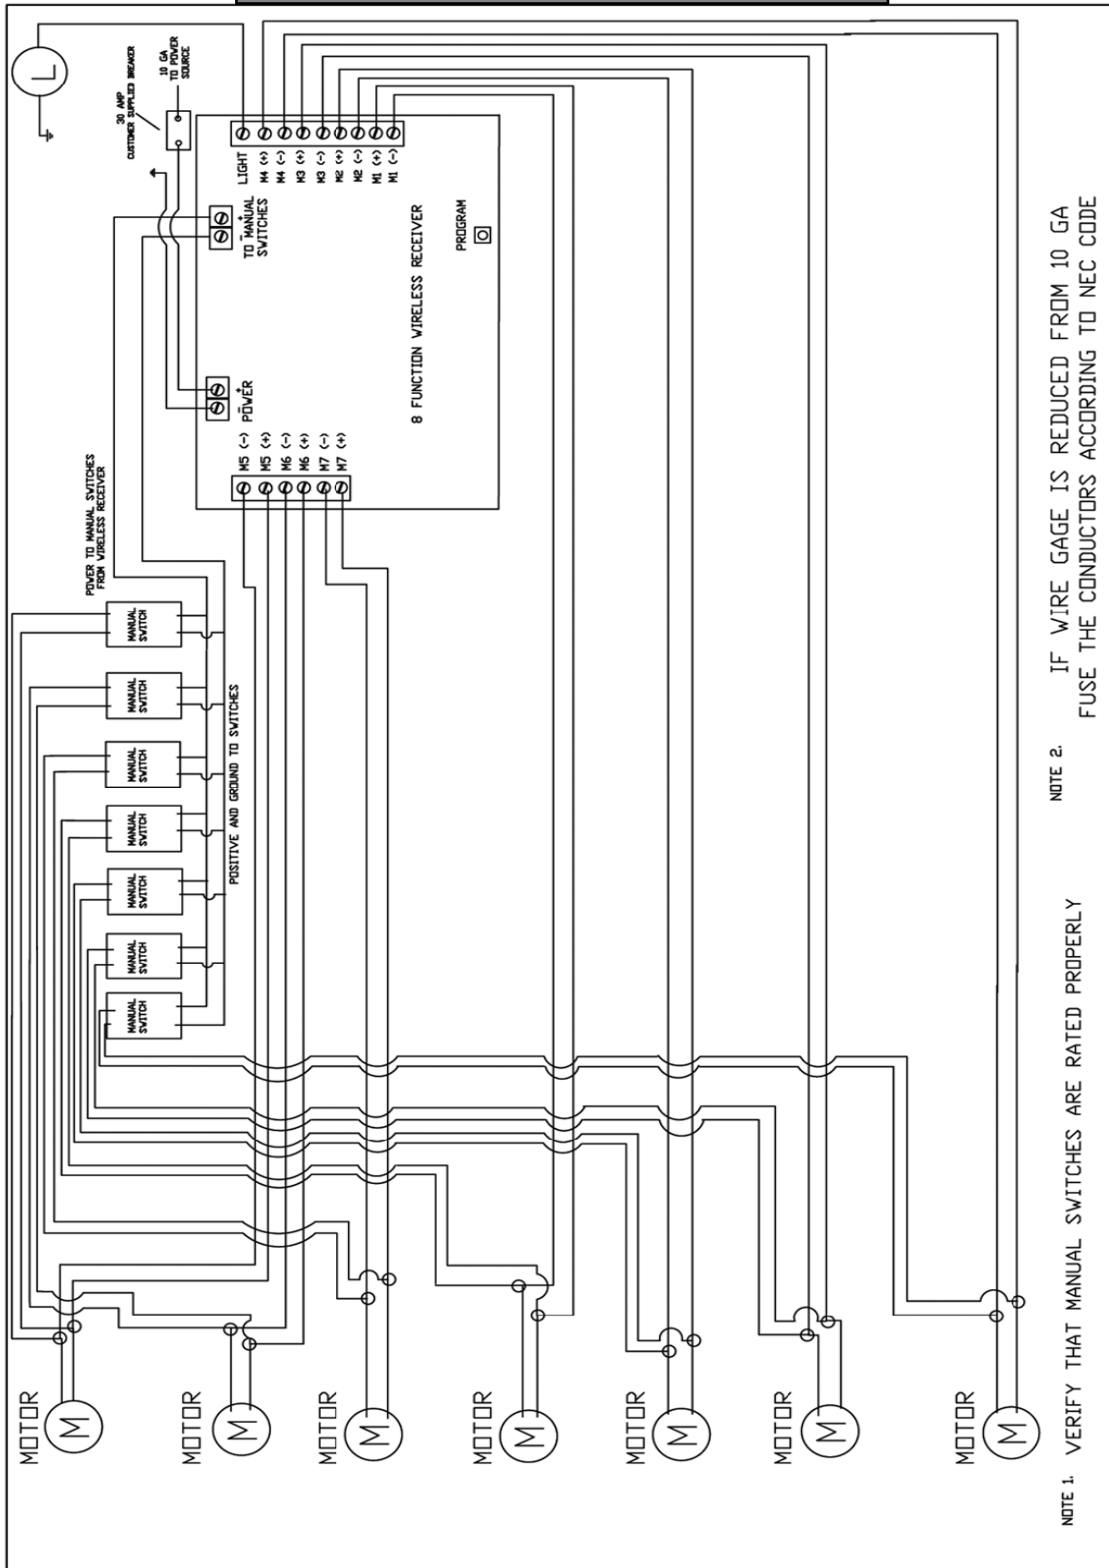 L
30 AMP
CUSTOMER SUPPLIED BREAKER
10 GA
TO POWER
SOURCE
LIGHT
M4 (+)
M4 (-)
M3 (+)
M3 (-)
M2 (+)
M2 (-)
M1 (+)
M1 (-)
- +
TO MANUAL
SWITCHES
PROGRAM
8 FUNCTION WIRELESS RECEIVER
- +
POWER
M5 (-)
M5 (+)
M6 (-)
M6 (+)
M7 (-)
M7 (+)
POWER TO MANUAL SWITCHES
FROM WIRELESS RECEIVER
MANUAL
SWITCH
MANUAL
SWITCH
MANUAL
SWITCH
MANUAL
SWITCH
MANUAL
SWITCH
MANUAL
SWITCH
MANUAL
SWITCH
POSITIVE AND GROUND TO SWITCHES
MOTOR
M
MOTOR
M
MOTOR
M
MOTOR
M
MOTOR
M
MOTOR
M
MOTOR
M
NOTE 1. VERIFY THAT MANUAL SWITCHES ARE RATED PROPERLY
NOTE 2. IF WIRE GAGE IS REDUCED FROM 10 GA
FUSE THE CONDUCTORS ACCORDING TO NEC CODE